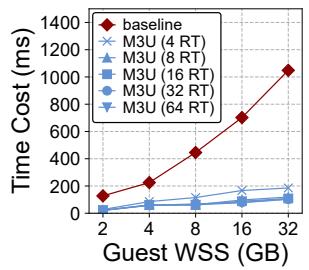 Time Cost (ms)
1400
1200
1000
800
600
400
200
0
baseline
M3U (4 RT)
M3U (8 RT)
M3U (16 RT)
M3U (32 RT)
M3U (64 RT)
2 4 8 16 32
Guest WSS (GB)